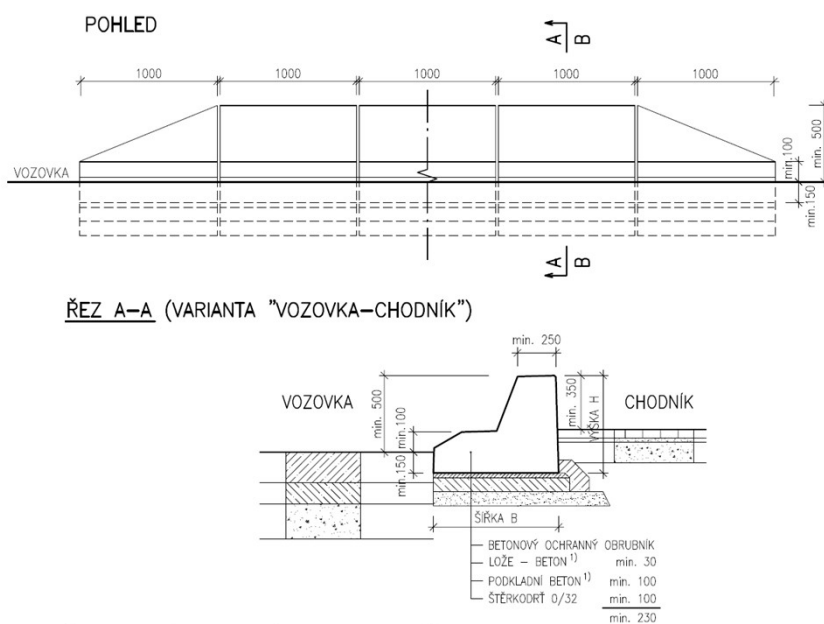 POHLED
A B
1000 1000 1000 1000 1000
VOZOVKA
min.100
min. 500
min.150
A B
ŘEZ A-A (VARIANTA "VOZOVKA-CHODNÍK")
min. 250
VOZOVKA
min. 500
min.100
min.150
min. 350
VÝŠKA H
CHODNÍK
ŠÍŘKA B
BETONOVÝ OCHRANNÝ OBRUBNÍK
LOŽE - BETON 1) min. 30
PODKLADNÍ BETON 1) min. 100
ŠTĚRKODRŤ 0/32 min. 100
min. 230